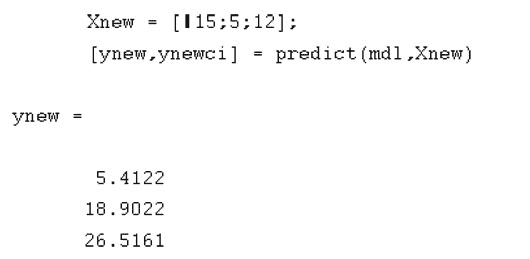 Xnew = [15;5;12];
[ynew,ynewci] = predict(mdl,Xnew)
ynew =
5.4122
18.9022
26.5161